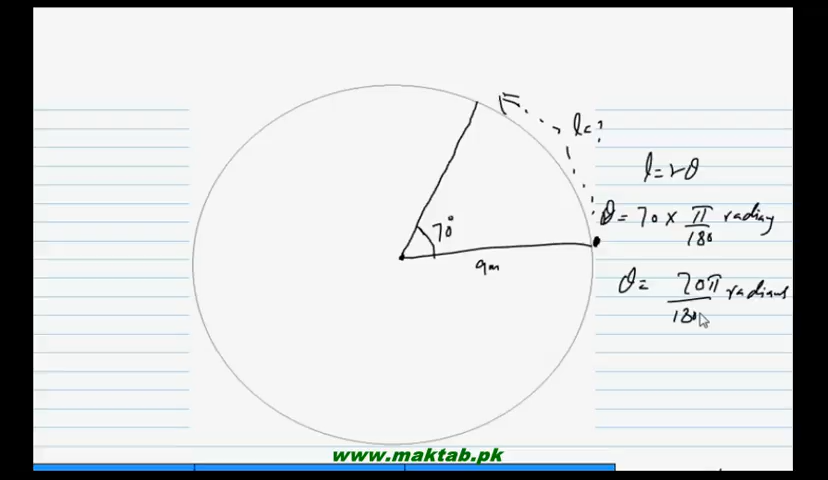 l = ?
l = rθ
70°
θ = 70 × π/180 radians
9m
θ = 70π/180 radians
www.maktab.pk